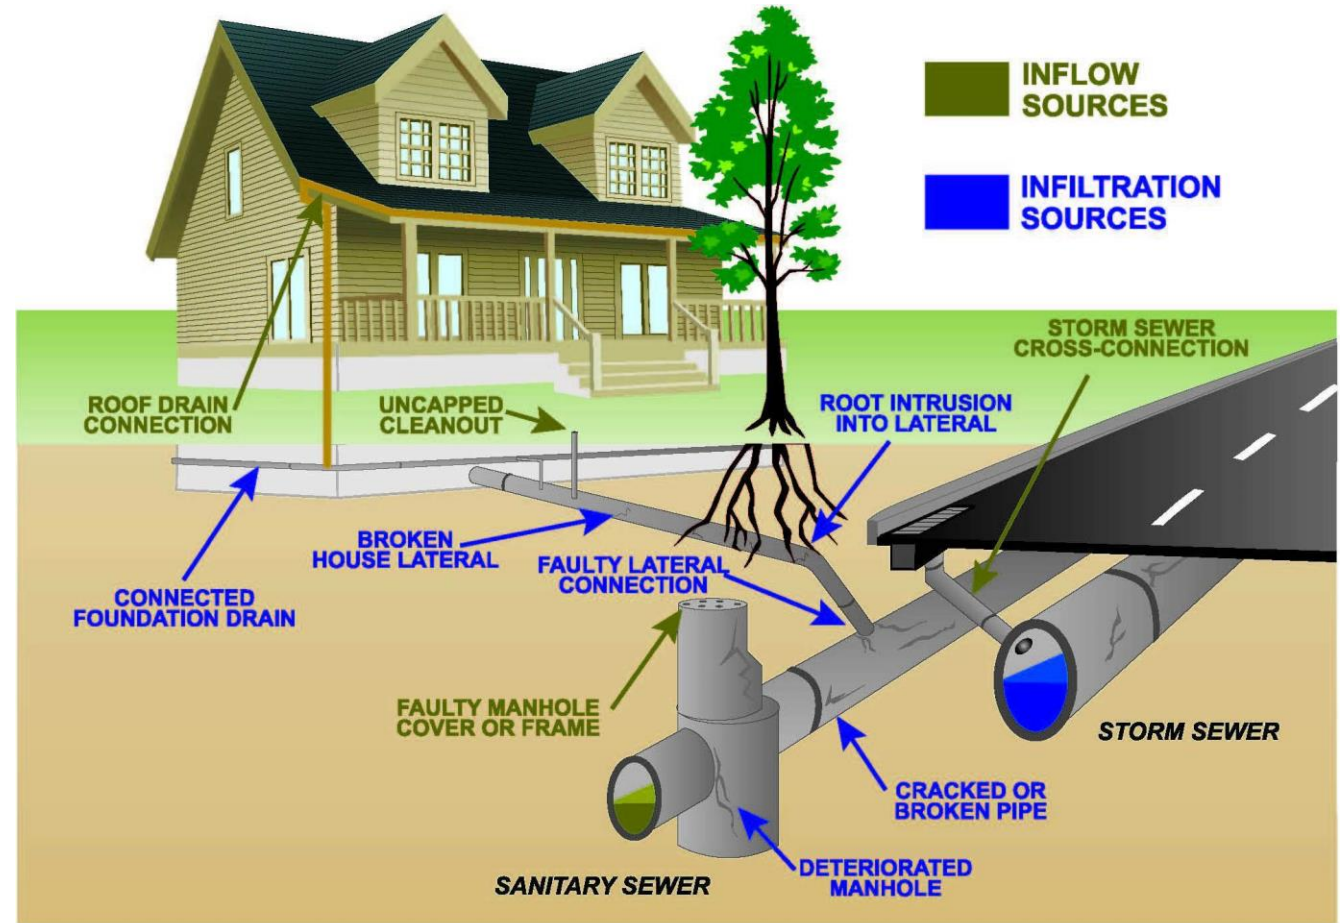 INFLOW
SOURCES
INFILTRATION
SOURCES
STORM SEWER
CROSS-CONNECTION
ROOF DRAIN
CONNECTION
UNCAPPED
CLEANOUT
ROOT INTRUSION
INTO LATERAL
BROKEN
HOUSE LATERAL
FAULTY LATERAL
CONNECTION
CONNECTED
FOUNDATION DRAIN
FAULTY MANHOLE
COVER OR FRAME
STORM SEWER
CRACKED OR
BROKEN PIPE
DETERIORATED
MANHOLE
SANITARY SEWER